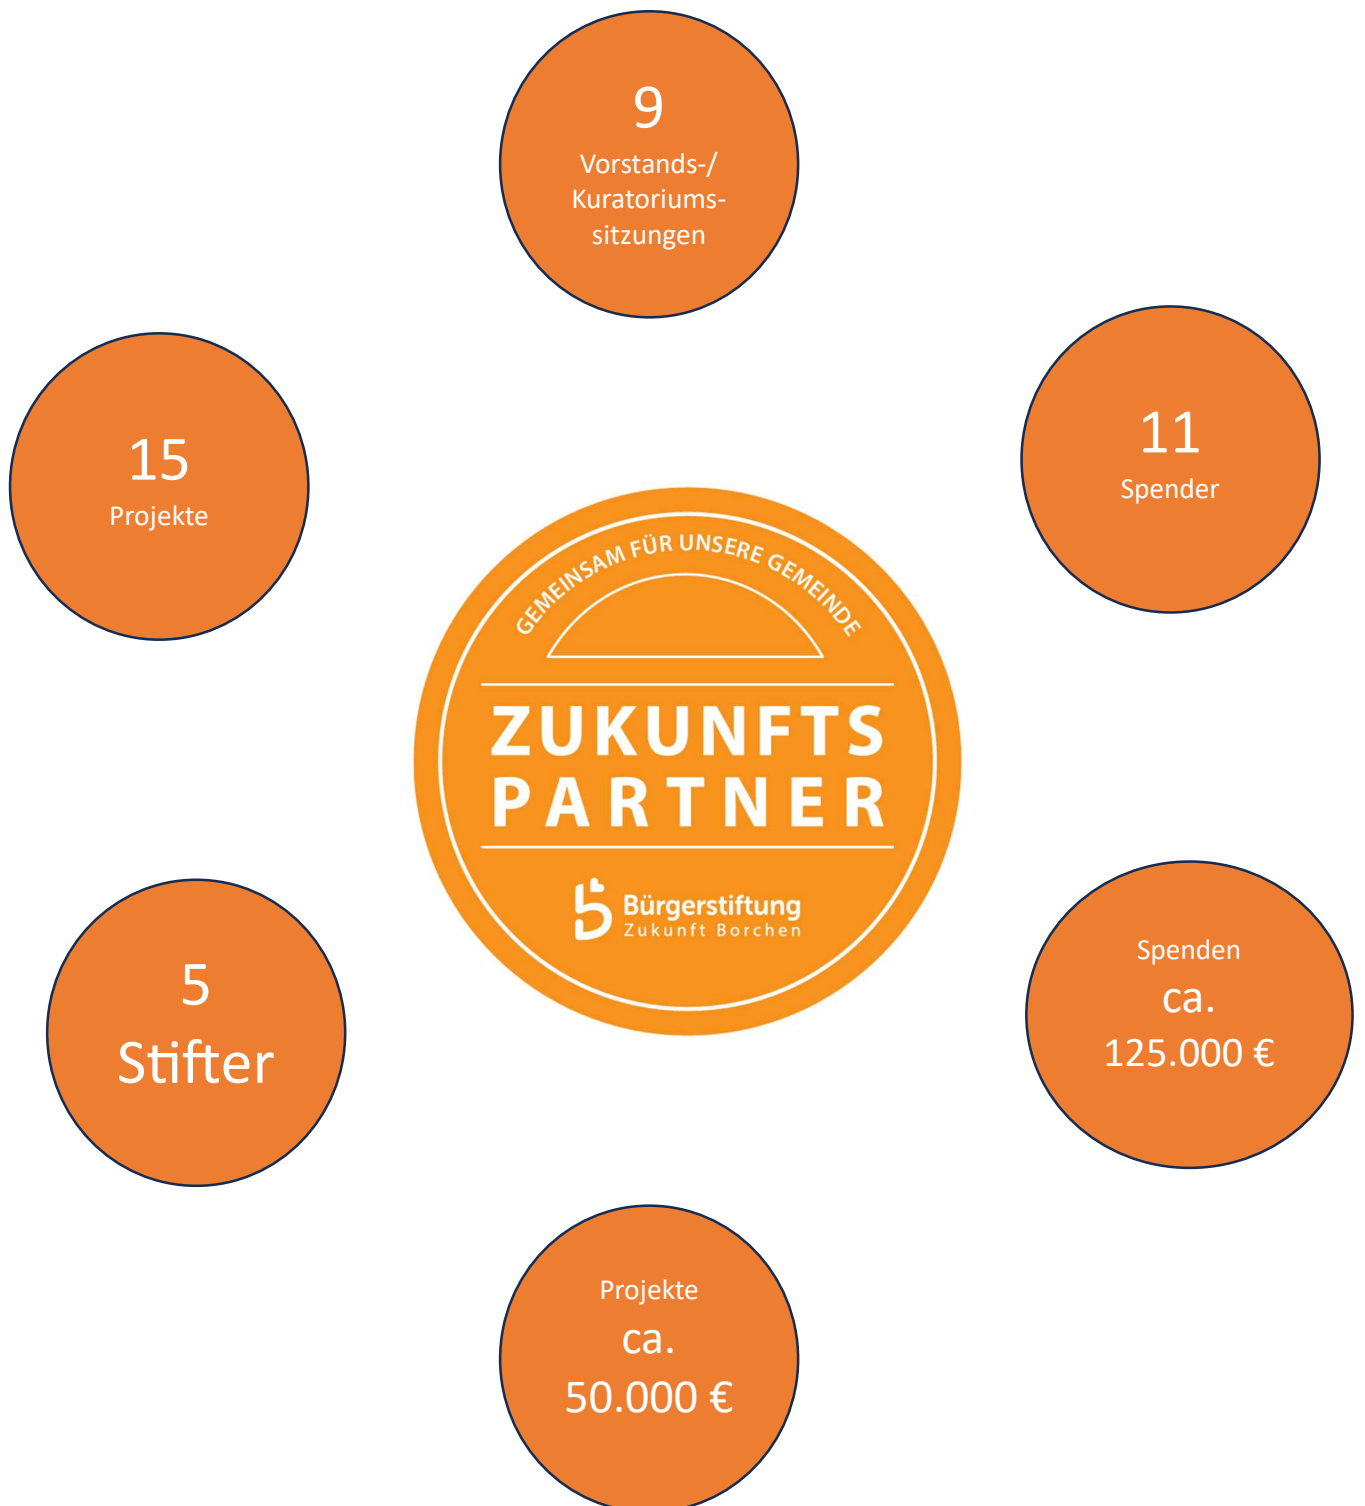 9
Vorstands-/
Kuratoriums-
sitzungen
15
Projekte
11
Spender
GEMEINSAM FÜR UNSERE GEMEINDE
ZUKUNFTS
PARTNER
Bürgerstiftung
Zukunft Borchen
5
Stifter
Spenden
ca.
125.000 €
Projekte
ca.
50.000 €